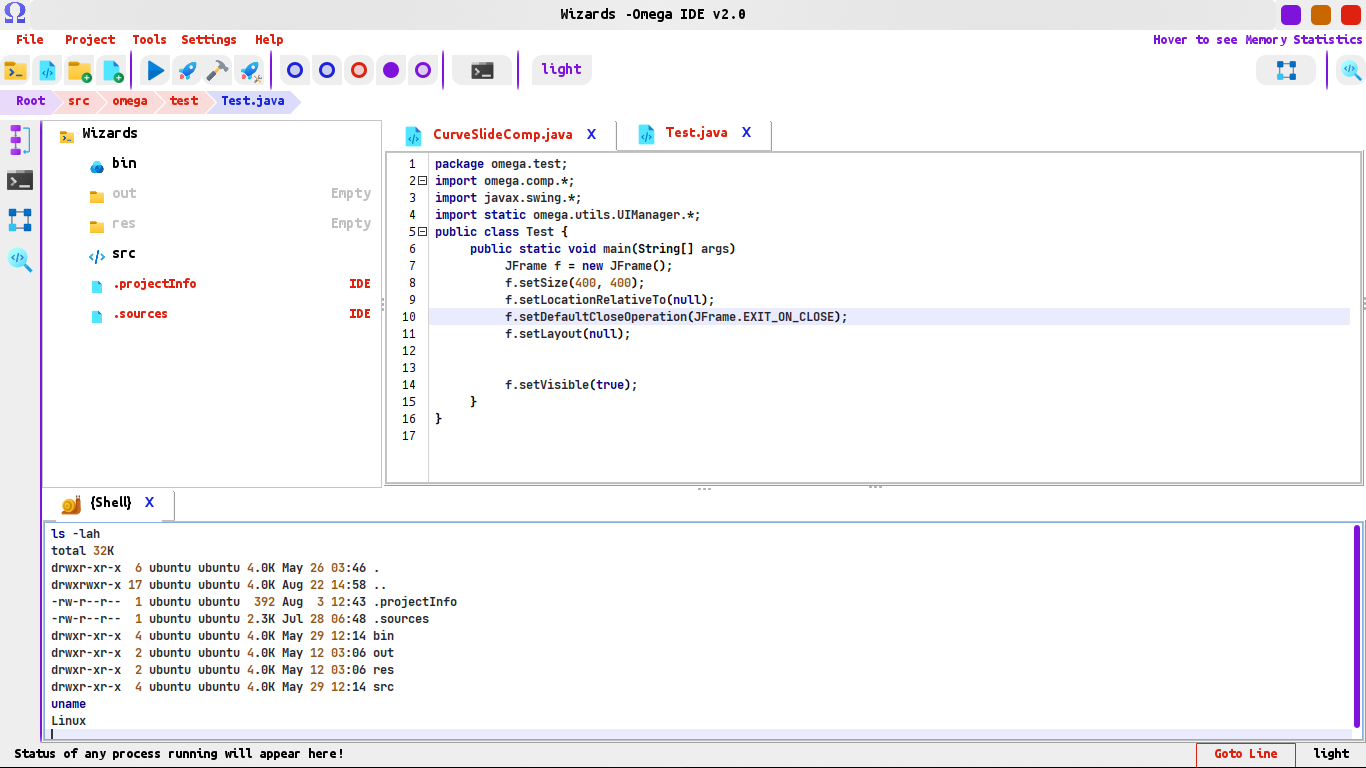 Wizards -Omega IDE v2.0
File Project Tools Settings Help
Hover to see Memory Statistics
light
Root src omega test Test.java
Wizards
bin
out Empty
res Empty
src
.projectInfo IDE
.sources IDE
CurveSlideComp.java X
Test.java X
1 package omega.test;
2 import omega.comp.*;
3 import javax.swing.*;
4 import static omega.utils.UIManager.*;
5 public class Test {
6 public static void main(String[] args)
7 JFrame f = new JFrame();
8 f.setSize(400, 400);
9 f.setLocationRelativeTo(null);
10 f.setDefaultCloseOperation(JFrame.EXIT_ON_CLOSE);
11 f.setLayout(null);
12
13
14 f.setVisible(true);
15 }
16 }
17
{Shell} X
ls -lah
total 32K
drwxr-xr-x  6 ubuntu ubuntu 4.0K May 26 03:46 .
drwxrwxr-x 17 ubuntu ubuntu 4.0K Aug 22 14:58 ..
-rw-r--r--  1 ubuntu ubuntu  392 Aug  3 12:43 .projectInfo
-rw-r--r--  1 ubuntu ubuntu 2.3K Jul 28 06:48 .sources
drwxr-xr-x  4 ubuntu ubuntu 4.0K May 29 12:14 bin
drwxr-xr-x  2 ubuntu ubuntu 4.0K May 12 03:06 out
drwxr-xr-x  2 ubuntu ubuntu 4.0K May 12 03:06 res
drwxr-xr-x  4 ubuntu ubuntu 4.0K May 29 12:14 src
uname
Linux
Status of any process running will appear here!
Goto Line
light